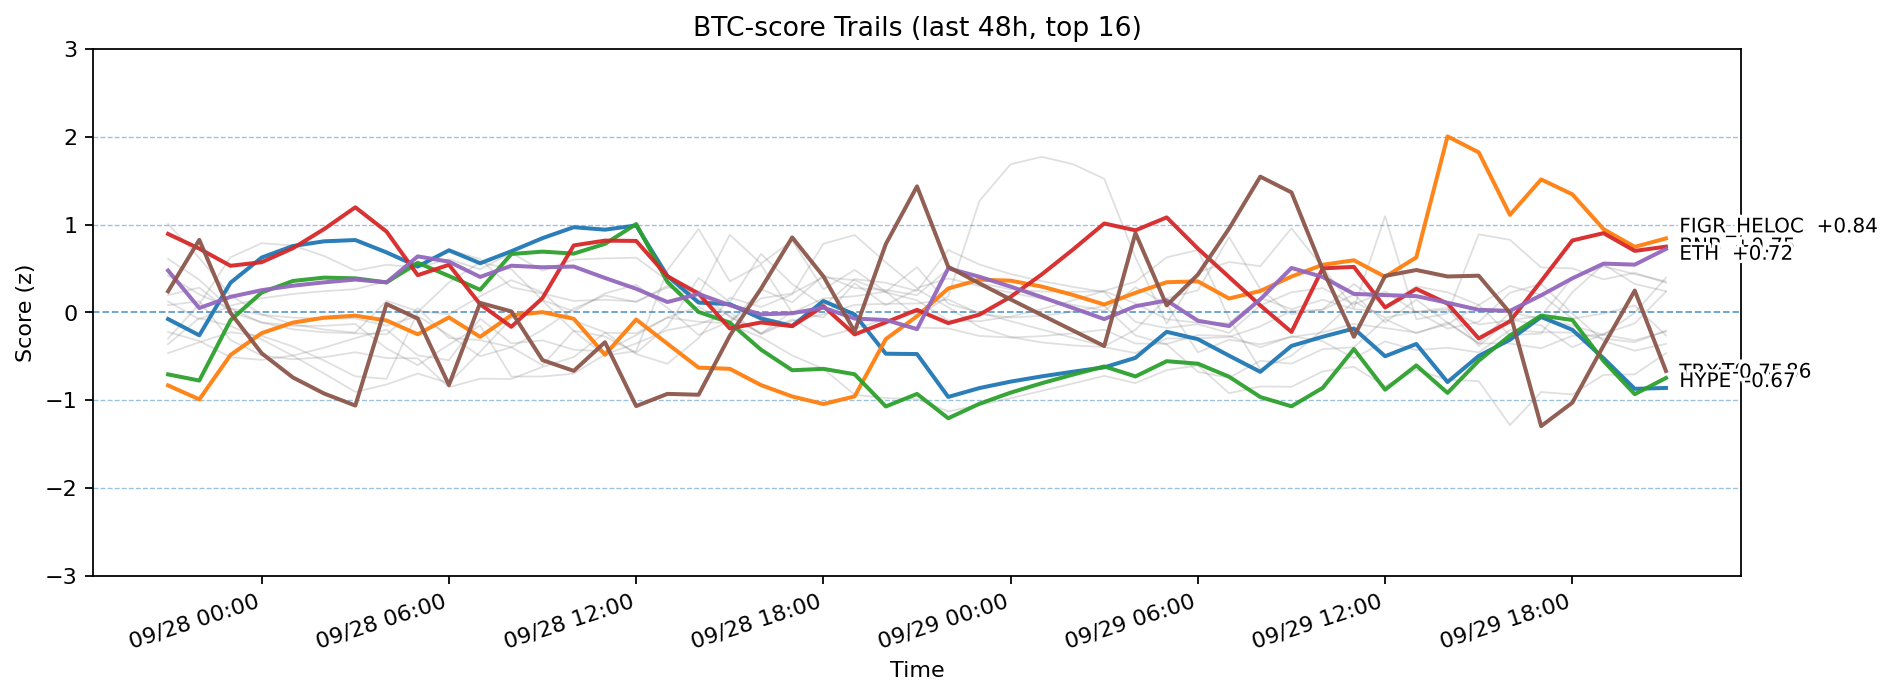 BTC-score Trails (last 48h, top 16)
Score (z)
3
2
1
0
−1
−2
−3
FIGR_HELOC +0.84
ETH +0.72
HYPE -0.67
09/28 00:00
09/28 06:00
09/28 12:00
09/28 18:00
09/29 00:00
09/29 06:00
09/29 12:00
09/29 18:00
Time